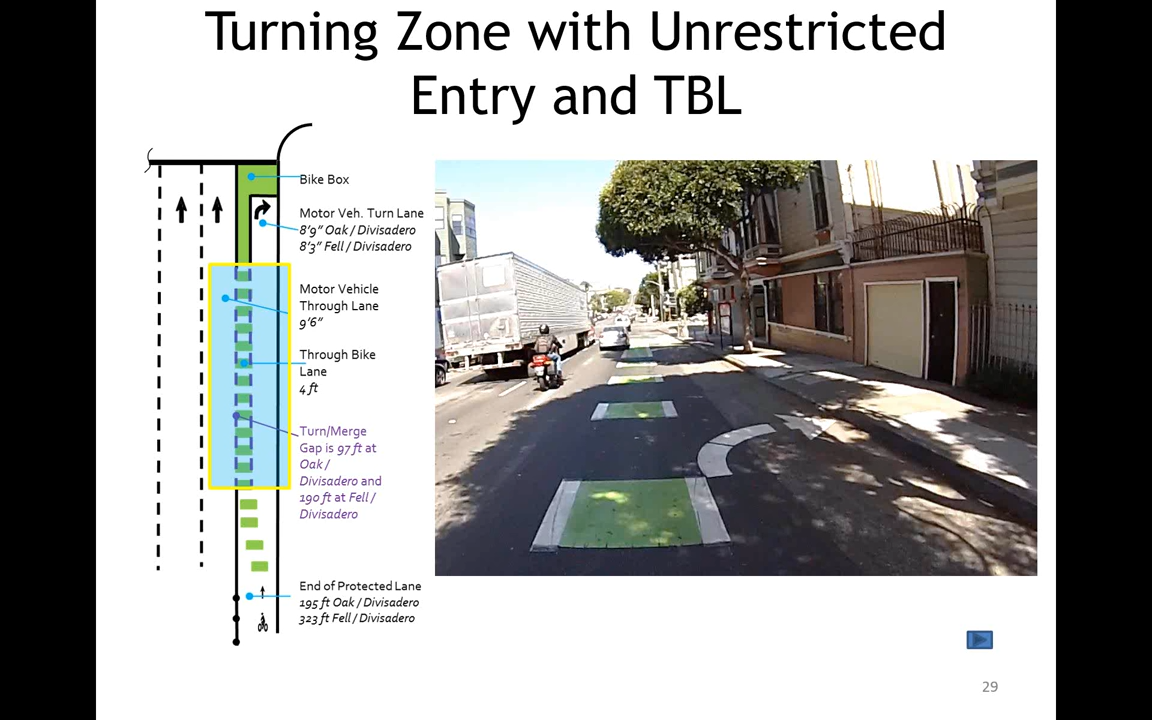 Turning Zone with Unrestricted
Entry and TBL
Bike Box
Motor Veh. Turn Lane
8’9” Oak / Divisadero
8’3” Fell / Divisadero
Motor Vehicle
Through Lane
9’6”
Through Bike
Lane
4 ft
Turn/Merge
Gap is 97 ft at
Oak /
Divisadero and
190 ft at Fell /
Divisadero
End of Protected Lane
195 ft Oak / Divisadero
323 ft Fell / Divisadero
29